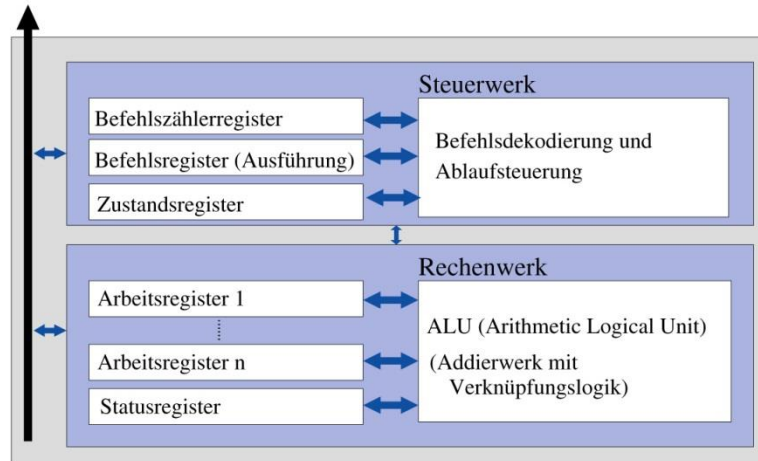 Steuerwerk
Befehlszählerregister
Befehlsregister (Ausführung)
Zustandsregister
Befehlsdekodierung und
Ablaufsteuerung
Rechenwerk
Arbeitsregister 1
Arbeitsregister n
Statusregister
ALU (Arithmetic Logical Unit)
(Addierwerk mit
Verknüpfungslogik)